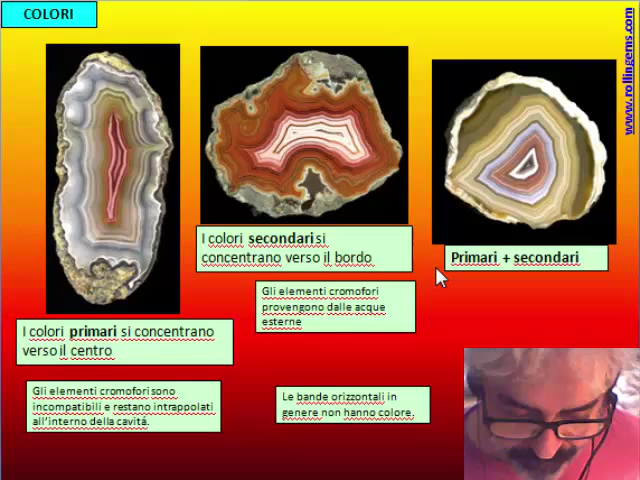 COLORI
www.rollingems.com
I colori secondari si
concentrano verso il bordo
Primari + secondari
Gli elementi cromofori
provengono dalle acque
esterne
I colori primari si concentrano
verso il centro
Gli elementi cromofori sono
incompatibili e restano intrappolati
all'interno della cavità.
Le bande orizzontali in
genere non hanno colore.